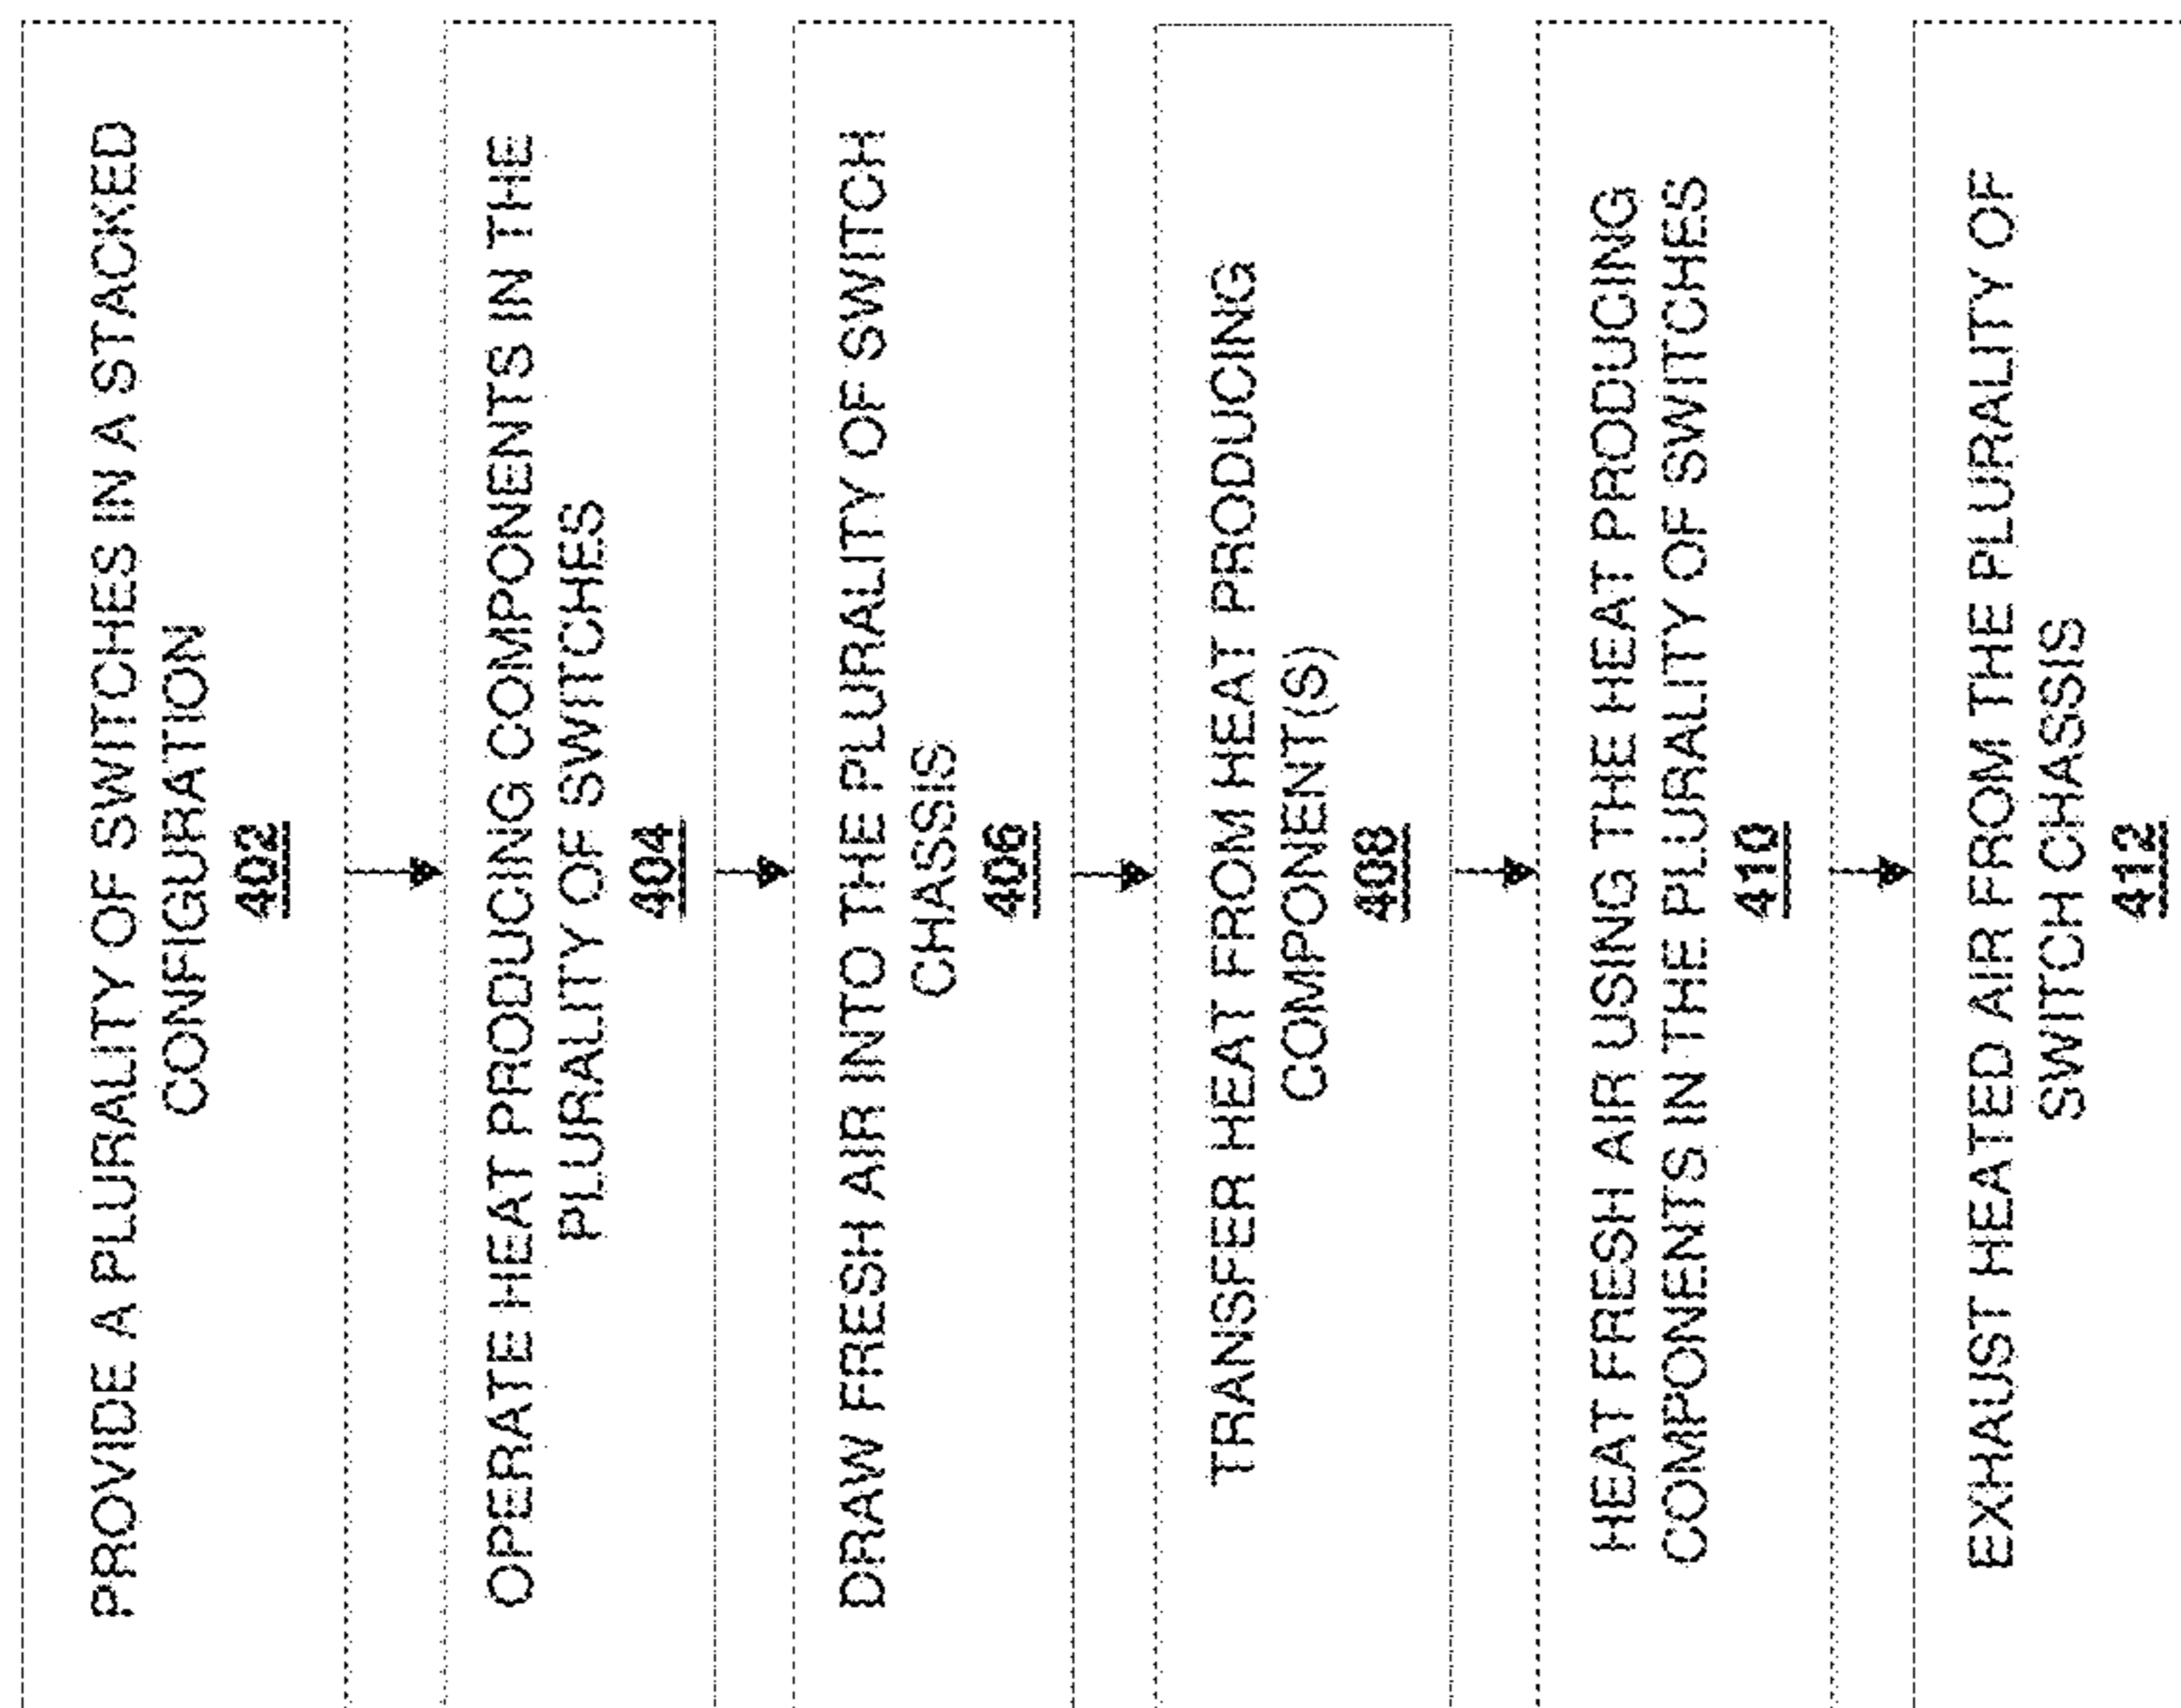 PROVIDE A PLURALITY OF SWITCHES IN A STACKED
CONFIGURATION
402
OPERATE HEAT PRODUCING COMPONENTS IN THE
PLURALITY OF SWITCHES
404
DRAW FRESH AIR INTO THE PLURALITY OF SWITCH
CHASSIS
406
TRANSFER HEAT FROM HEAT PRODUCING
COMPONENT(S)
408
HEAT FRESH AIR USING THE HEAT PRODUCING
COMPONENTS IN THE PLURALITY OF SWITCHES
410
EXHAUST HEATED AIR FROM THE PLURALITY OF
SWITCH CHASSIS
412